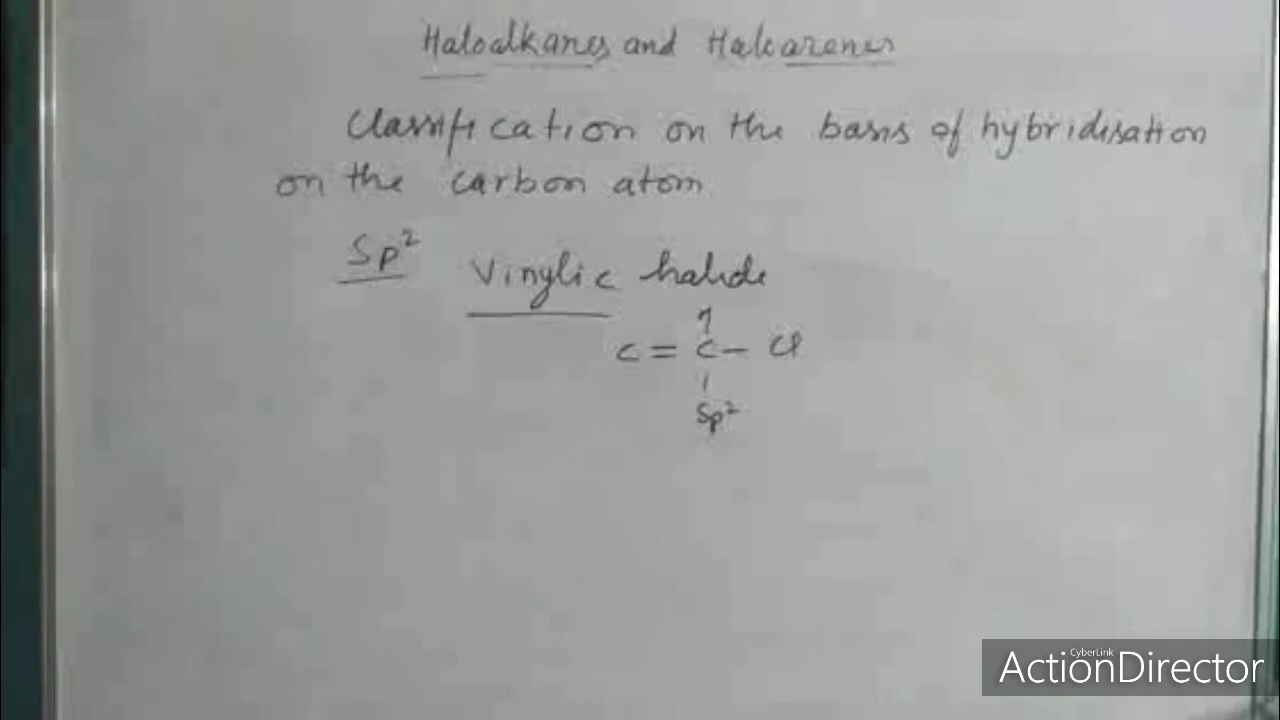 Haloalkanes and Haloarenes
Classification on the basis of hybridisation
on the carbon atom
Sp² Vinylic halide
C = C - Cl
Sp²
CyberLink
ActionDirector